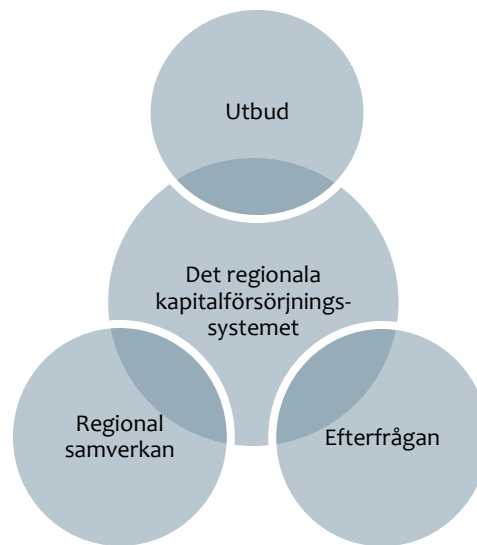 Utbud
Det regionala
kapitalförsörjnings-
systemet
Regional
samverkan
Efterfrågan